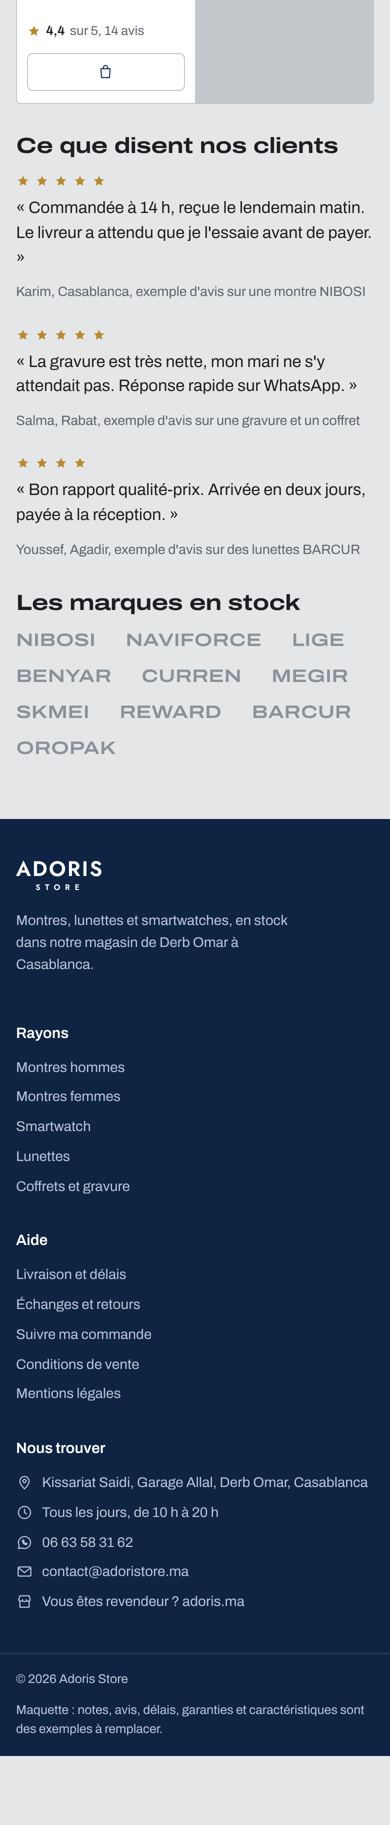 4,4 sur 5, 14 avis
Ce que disent nos clients
« Commandée à 14 h, reçue le lendemain matin.
Le livreur a attendu que je l'essaie avant de payer.
»
Karim, Casablanca, exemple d'avis sur une montre NIBOSI
« La gravure est très nette, mon mari ne s'y
attendait pas. Réponse rapide sur WhatsApp. »
Salma, Rabat, exemple d'avis sur une gravure et un coffret
« Bon rapport qualité-prix. Arrivée en deux jours,
payée à la réception. »
Youssef, Agadir, exemple d'avis sur des lunettes BARCUR
Les marques en stock
NIBOSI NAVIFORCE LIGE
BENYAR CURREN MEGIR
SKMEI REWARD BARCUR
OROPAK
ADORIS
STORE
Montres, lunettes et smartwatches, en stock
dans notre magasin de Derb Omar à
Casablanca.
Rayons
Montres hommes
Montres femmes
Smartwatch
Lunettes
Coffrets et gravure
Aide
Livraison et délais
Échanges et retours
Suivre ma commande
Conditions de vente
Mentions légales
Nous trouver
Kissariat Saidi, Garage Allal, Derb Omar, Casablanca
Tous les jours, de 10 h à 20 h
06 63 58 31 62
contact@adoristore.ma
Vous êtes revendeur ? adoris.ma
© 2026 Adoris Store
Maquette : notes, avis, délais, garanties et caractéristiques sont
des exemples à remplacer.